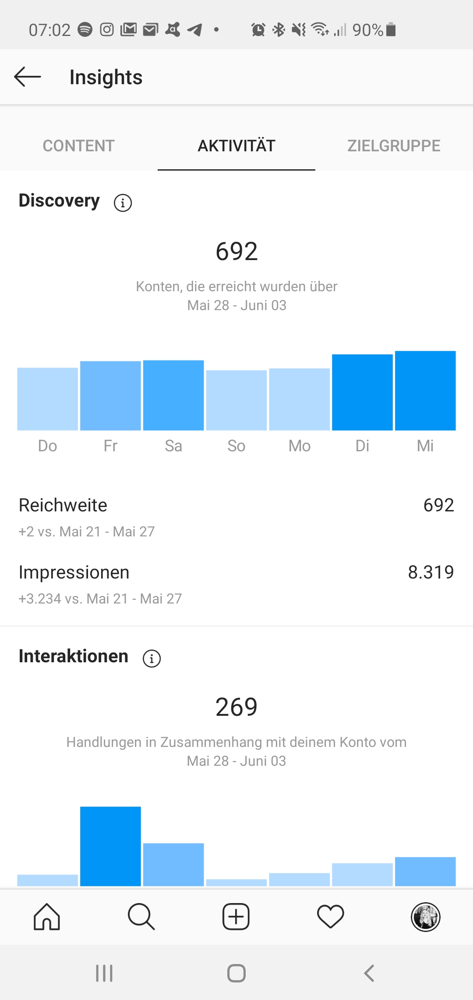 07:02
90%
Insights
CONTENT
AKTIVITÄT
ZIELGRUPPE
Discovery
692
Konten, die erreicht wurden über
Mai 28 - Juni 03
Do Fr Sa So Mo Di Mi
Reichweite 692
+2 vs. Mai 21 - Mai 27
Impressionen 8.319
+3.234 vs. Mai 21 - Mai 27
Interaktionen
269
Handlungen in Zusammenhang mit deinem Konto vom
Mai 28 - Juni 03